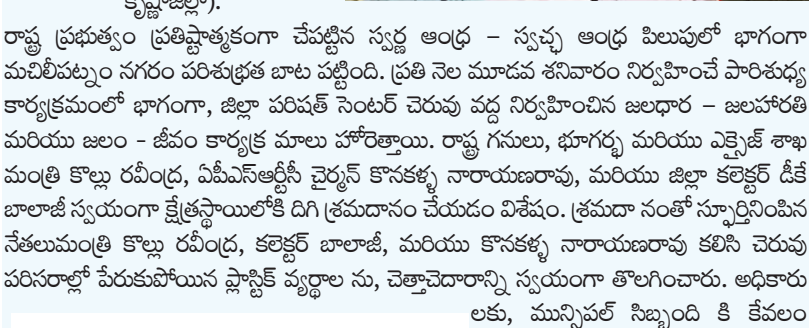 కృష్ణాజిల్లా).
రాష్ట్ర ప్రభుత్వం ప్రతిష్టాత్మకంగా చేపట్టిన స్వర్ణ ఆంధ్ర – స్వచ్ఛ ఆంధ్ర పిలుపులో భాగంగా
మచిలీపట్నం నగరం పరిశుభ్రత బాట పట్టింది. ప్రతి నెల మూడవ శనివారం నిర్వహించే పారిశుధ్య
కార్యక్రమంలో భాగంగా, జిల్లా పరిషత్ సెంటర్ చెరువు వద్ద నిర్వహించిన జలధార – జలహారతి
మరియు జలం - జీవం కార్యక్ర మాలు హోరెత్తాయి. రాష్ట్ర గనులు, భూగర్భ మరియు ఎక్సైజ్ శాఖ
మంత్రి కొల్లు రవీంద్ర, ఏపీఎస్ఆర్టీసీ చైర్మన్ కొనకళ్ళ నారాయణరావు, మరియు జిల్లా కలెక్టర్ డీకే
బాలాజీ స్వయంగా క్షేత్రస్థాయిలోకి దిగి శ్రమదానం చేయడం విశేషం. శ్రమదా నంతో స్ఫూర్తినింపిన
నేతలుమంత్రి కొల్లు రవీంద్ర, కలెక్టర్ బాలాజీ, మరియు కొనకళ్ళ నారాయణరావు కలిసి చెరువు
పరిసరాల్లో పేరుకుపోయిన ప్లాస్టిక్ వ్యర్థాల ను, చెత్తాచెదారాన్ని స్వయంగా తొలగించారు. అధికారు
లకు, మున్సిపల్ సిబ్బంది కి కేవలం